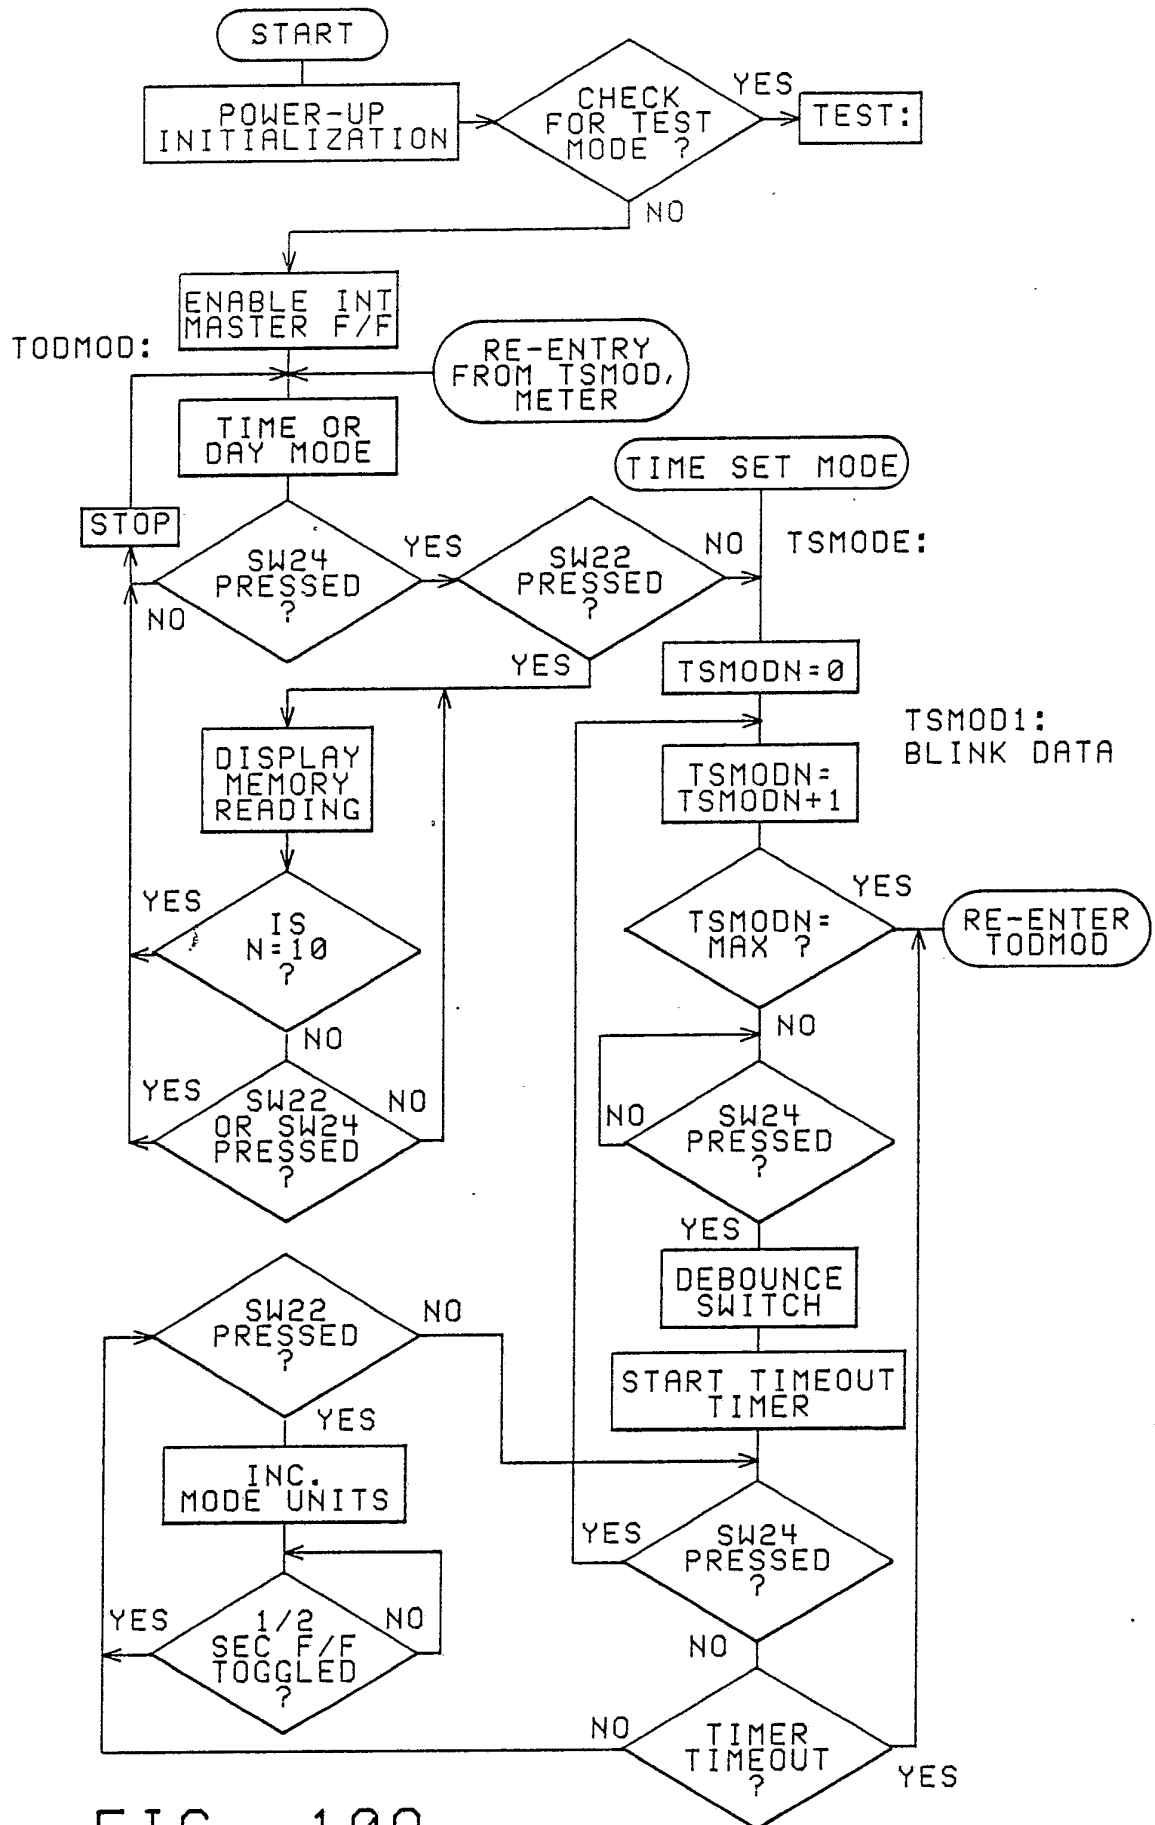 START
POWER-UP
INITIALIZATION
CHECK
FOR TEST
MODE ?
YES
TEST:
NO
ENABLE INT
MASTER F/F
TODMOD:
RE-ENTRY
FROM TSMOD,
METER
TIME OR
DAY MODE
TIME SET MODE
STOP
SW24
PRESSED
?
YES
NO
SW22
PRESSED
?
NO
TSMODE:
YES
TSMODN=0
DISPLAY
MEMORY
READING
TSMOD1:
BLINK DATA
TSMODN=
TSMODN+1
YES
IS
N=10
?
NO
TSMODN=
MAX ?
YES
RE-ENTER
TODMOD
NO
YES
SW22
OR SW24
PRESSED
?
NO
NO
SW24
PRESSED
?
YES
DEBOUNCE
SWITCH
SW22
PRESSED
?
NO
YES
START TIMEOUT
TIMER
INC.
MODE UNITS
YES
SW24
PRESSED
?
NO
YES
1/2
SEC F/F
TOGGLED
?
NO
NO
TIMER
TIMEOUT
?
YES